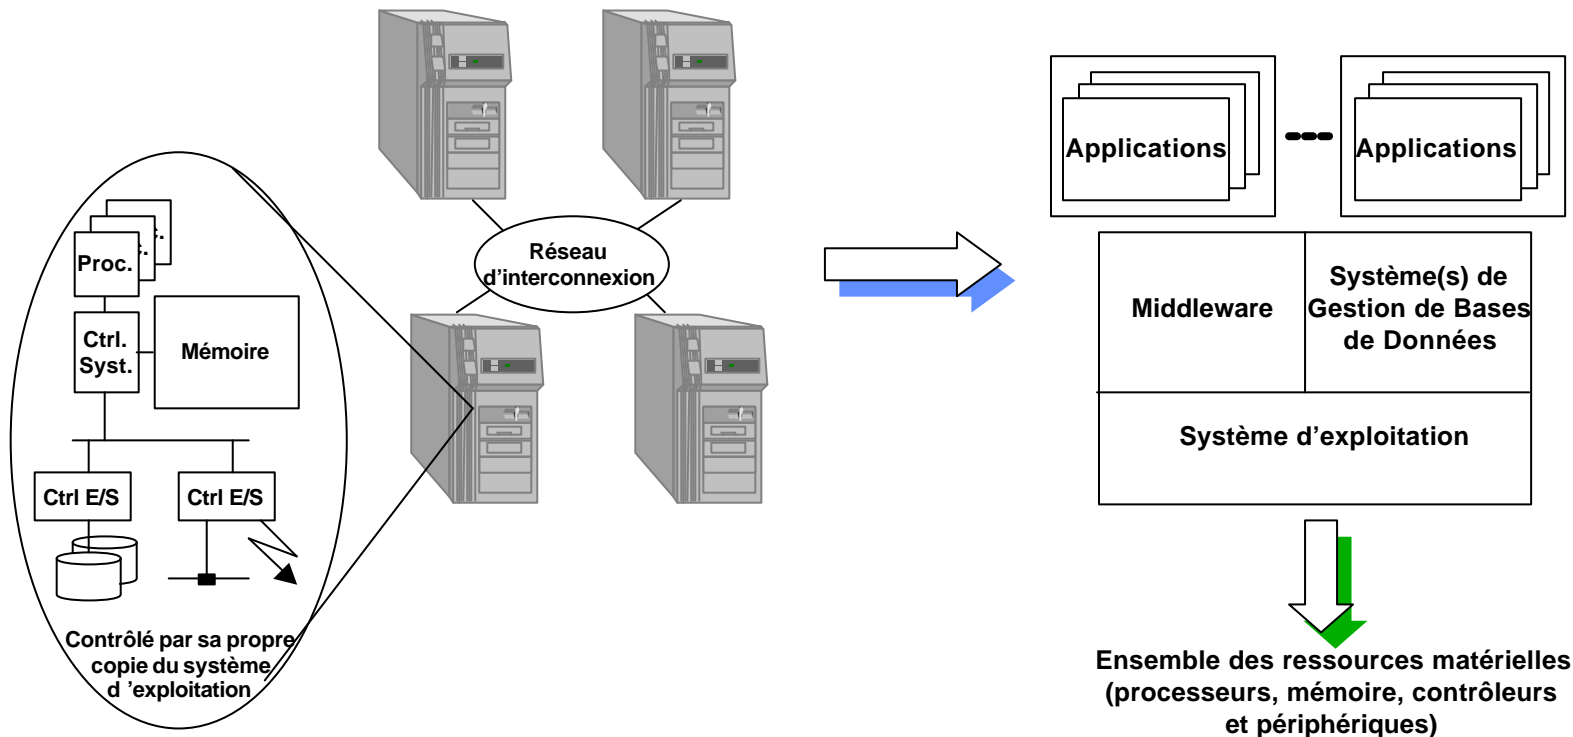 Proc.
c.
c.
Ctrl.
Syst.
Mémoire
Ctrl E/S
Ctrl E/S
Contrôlé par sa propre
copie du système
d ’exploitation
Réseau
d’interconnexion
Applications
Applications
Middleware
Système(s) de
Gestion de Bases
de Données
Système d’exploitation
Ensemble des ressources matérielles
(processeurs, mémoire, contrôleurs
et périphériques)